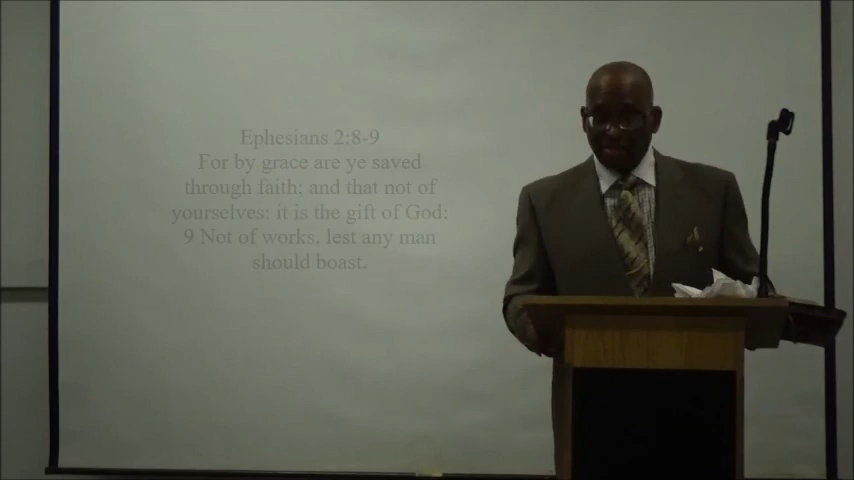 Ephesians 2:8-9
For by grace are ye saved
through faith; and that not of
yourselves: it is the gift of God:
9 Not of works, lest any man
should boast.